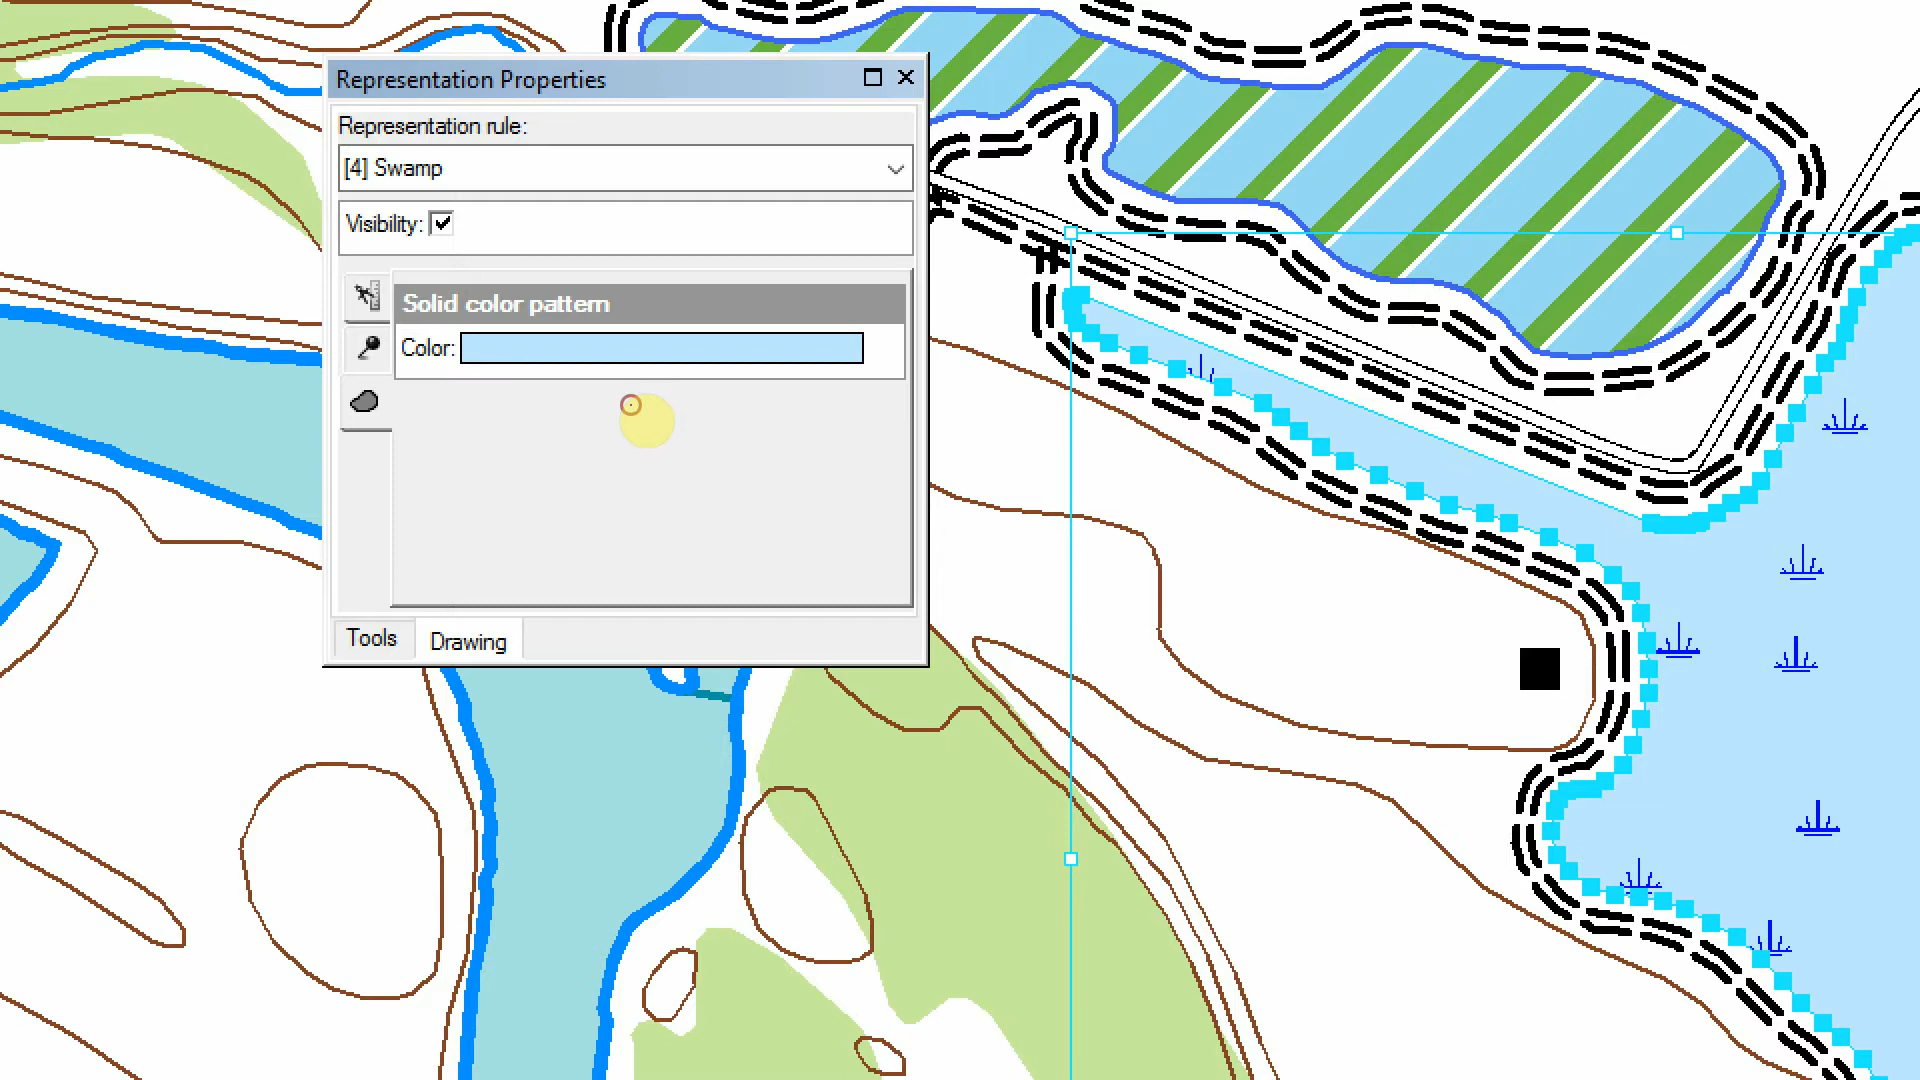 Representation Properties
Representation rule:
[4] Swamp
Visibility:
Solid color pattern
Color:
Tools
Drawing